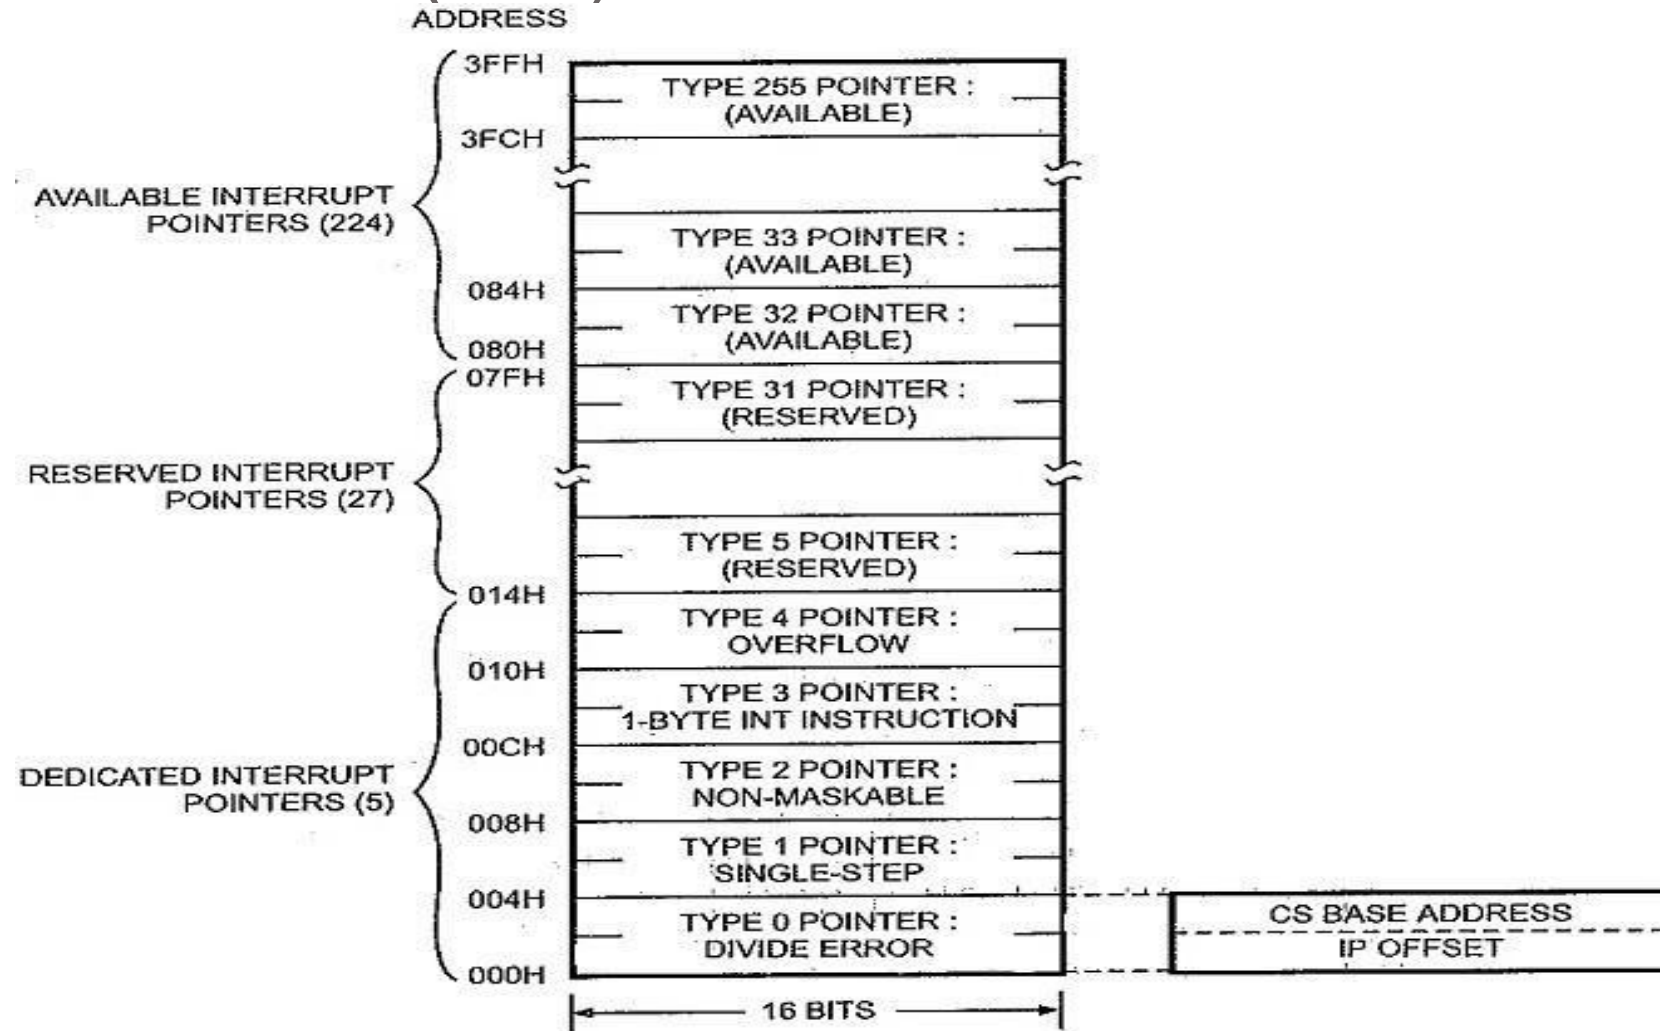 ADDRESS
3FFH
TYPE 255 POINTER :
(AVAILABLE)
3FCH
AVAILABLE INTERRUPT
POINTERS (224)
TYPE 33 POINTER :
(AVAILABLE)
084H
TYPE 32 POINTER :
(AVAILABLE)
080H
07FH
TYPE 31 POINTER :
(RESERVED)
RESERVED INTERRUPT
POINTERS (27)
TYPE 5 POINTER :
(RESERVED)
014H
TYPE 4 POINTER :
OVERFLOW
010H
TYPE 3 POINTER :
1-BYTE INT INSTRUCTION
00CH
DEDICATED INTERRUPT
POINTERS (5)
TYPE 2 POINTER :
NON-MASKABLE
008H
TYPE 1 POINTER :
SINGLE-STEP
004H
TYPE 0 POINTER :
DIVIDE ERROR
CS BASE ADDRESS
IP OFFSET
000H
16 BITS